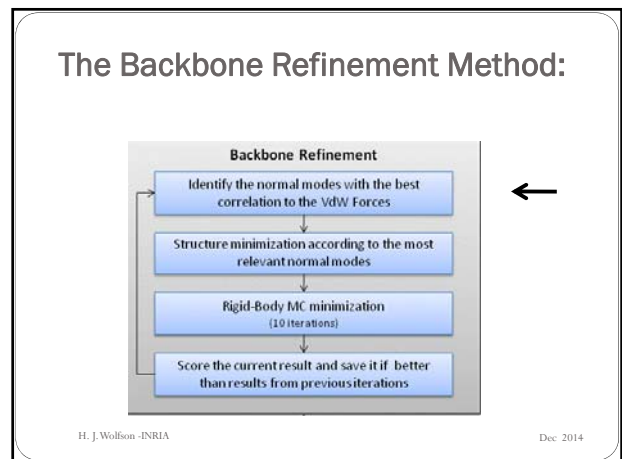 The Backbone Refinement Method:
Backbone Refinement
Identify the normal modes with the best
correlation to the VdW Forces
Structure minimization according to the most
relevant normal modes
Rigid-Body MC minimization
(10 iterations)
Score the current result and save it if better
than results from previous iterations
H. J. Wolfson -INRIA
Dec 2014